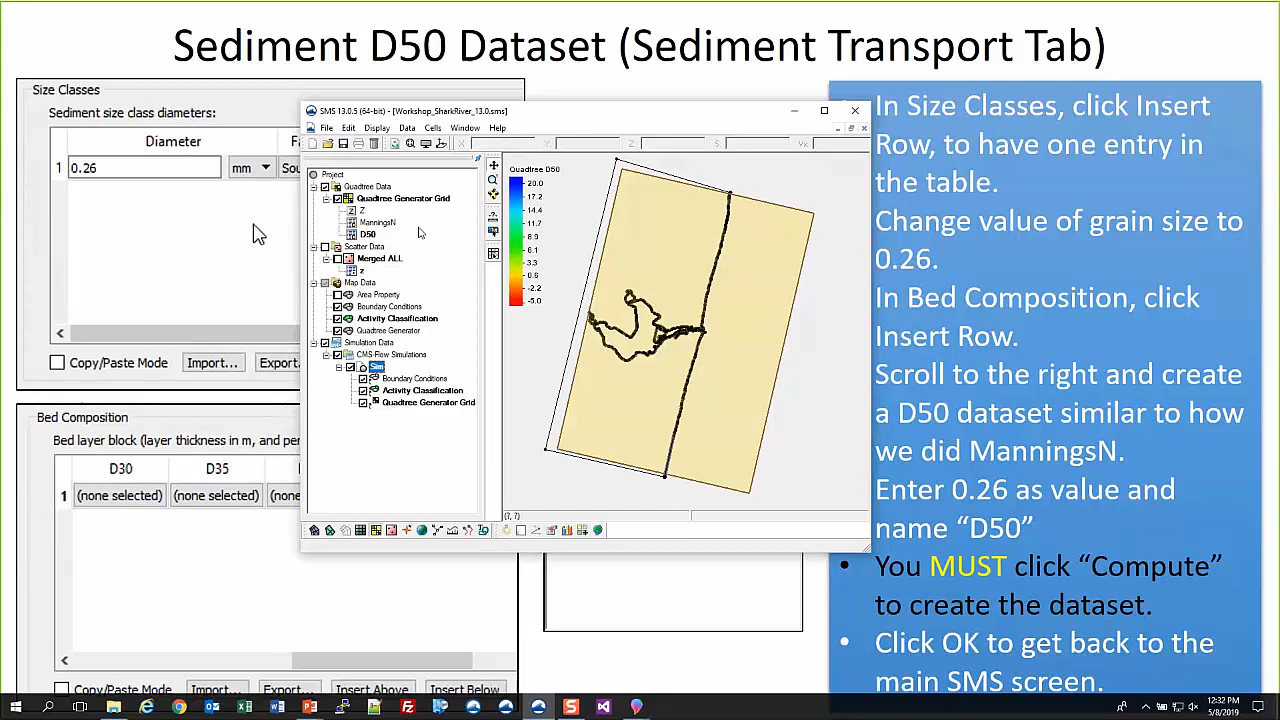 Sediment D50 Dataset (Sediment Transport Tab)
Size Classes
Sediment size class diameters:
Diameter
1 0.26 mm Sou
Copy/Paste Mode Import... Export.
Bed Composition
Bed layer block (layer thickness in m, and per
D30 D35
1 (none selected) (none selected) (none
Copy/Paste Mode Import... Export... Insert Above Insert Below
SMS 13.0.5 (64-bit) - [Workshop_SharkRiver_13.0.sms]
File Edit Display Data Cells Window Help
X: Y: Z: S: Vx:
Project
Quadtree Data
Quadtree Generator Grid
Z
ManningsN
D50
Scatter Data
Merged ALL
z
Map Data
Area Property
Boundary Conditions
Activity Classification
Quadtree Generator
Simulation Data
CMS-Flow Simulations
Sim
Boundary Conditions
Activity Classification
Quadtree Generator Grid
Quadtree D50
20.0
17.2
14.4
11.7
8.9
6.1
3.3
0.6
-2.2
-5.0
(?, ?)
In Size Classes, click Insert
Row, to have one entry in
the table.
Change value of grain size to
0.26.
In Bed Composition, click
Insert Row.
Scroll to the right and create
a D50 dataset similar to how
we did ManningsN.
Enter 0.26 as value and
name “D50”
• You MUST click “Compute”
to create the dataset.
• Click OK to get back to the
main SMS screen.
12:32 PM
5/8/2019